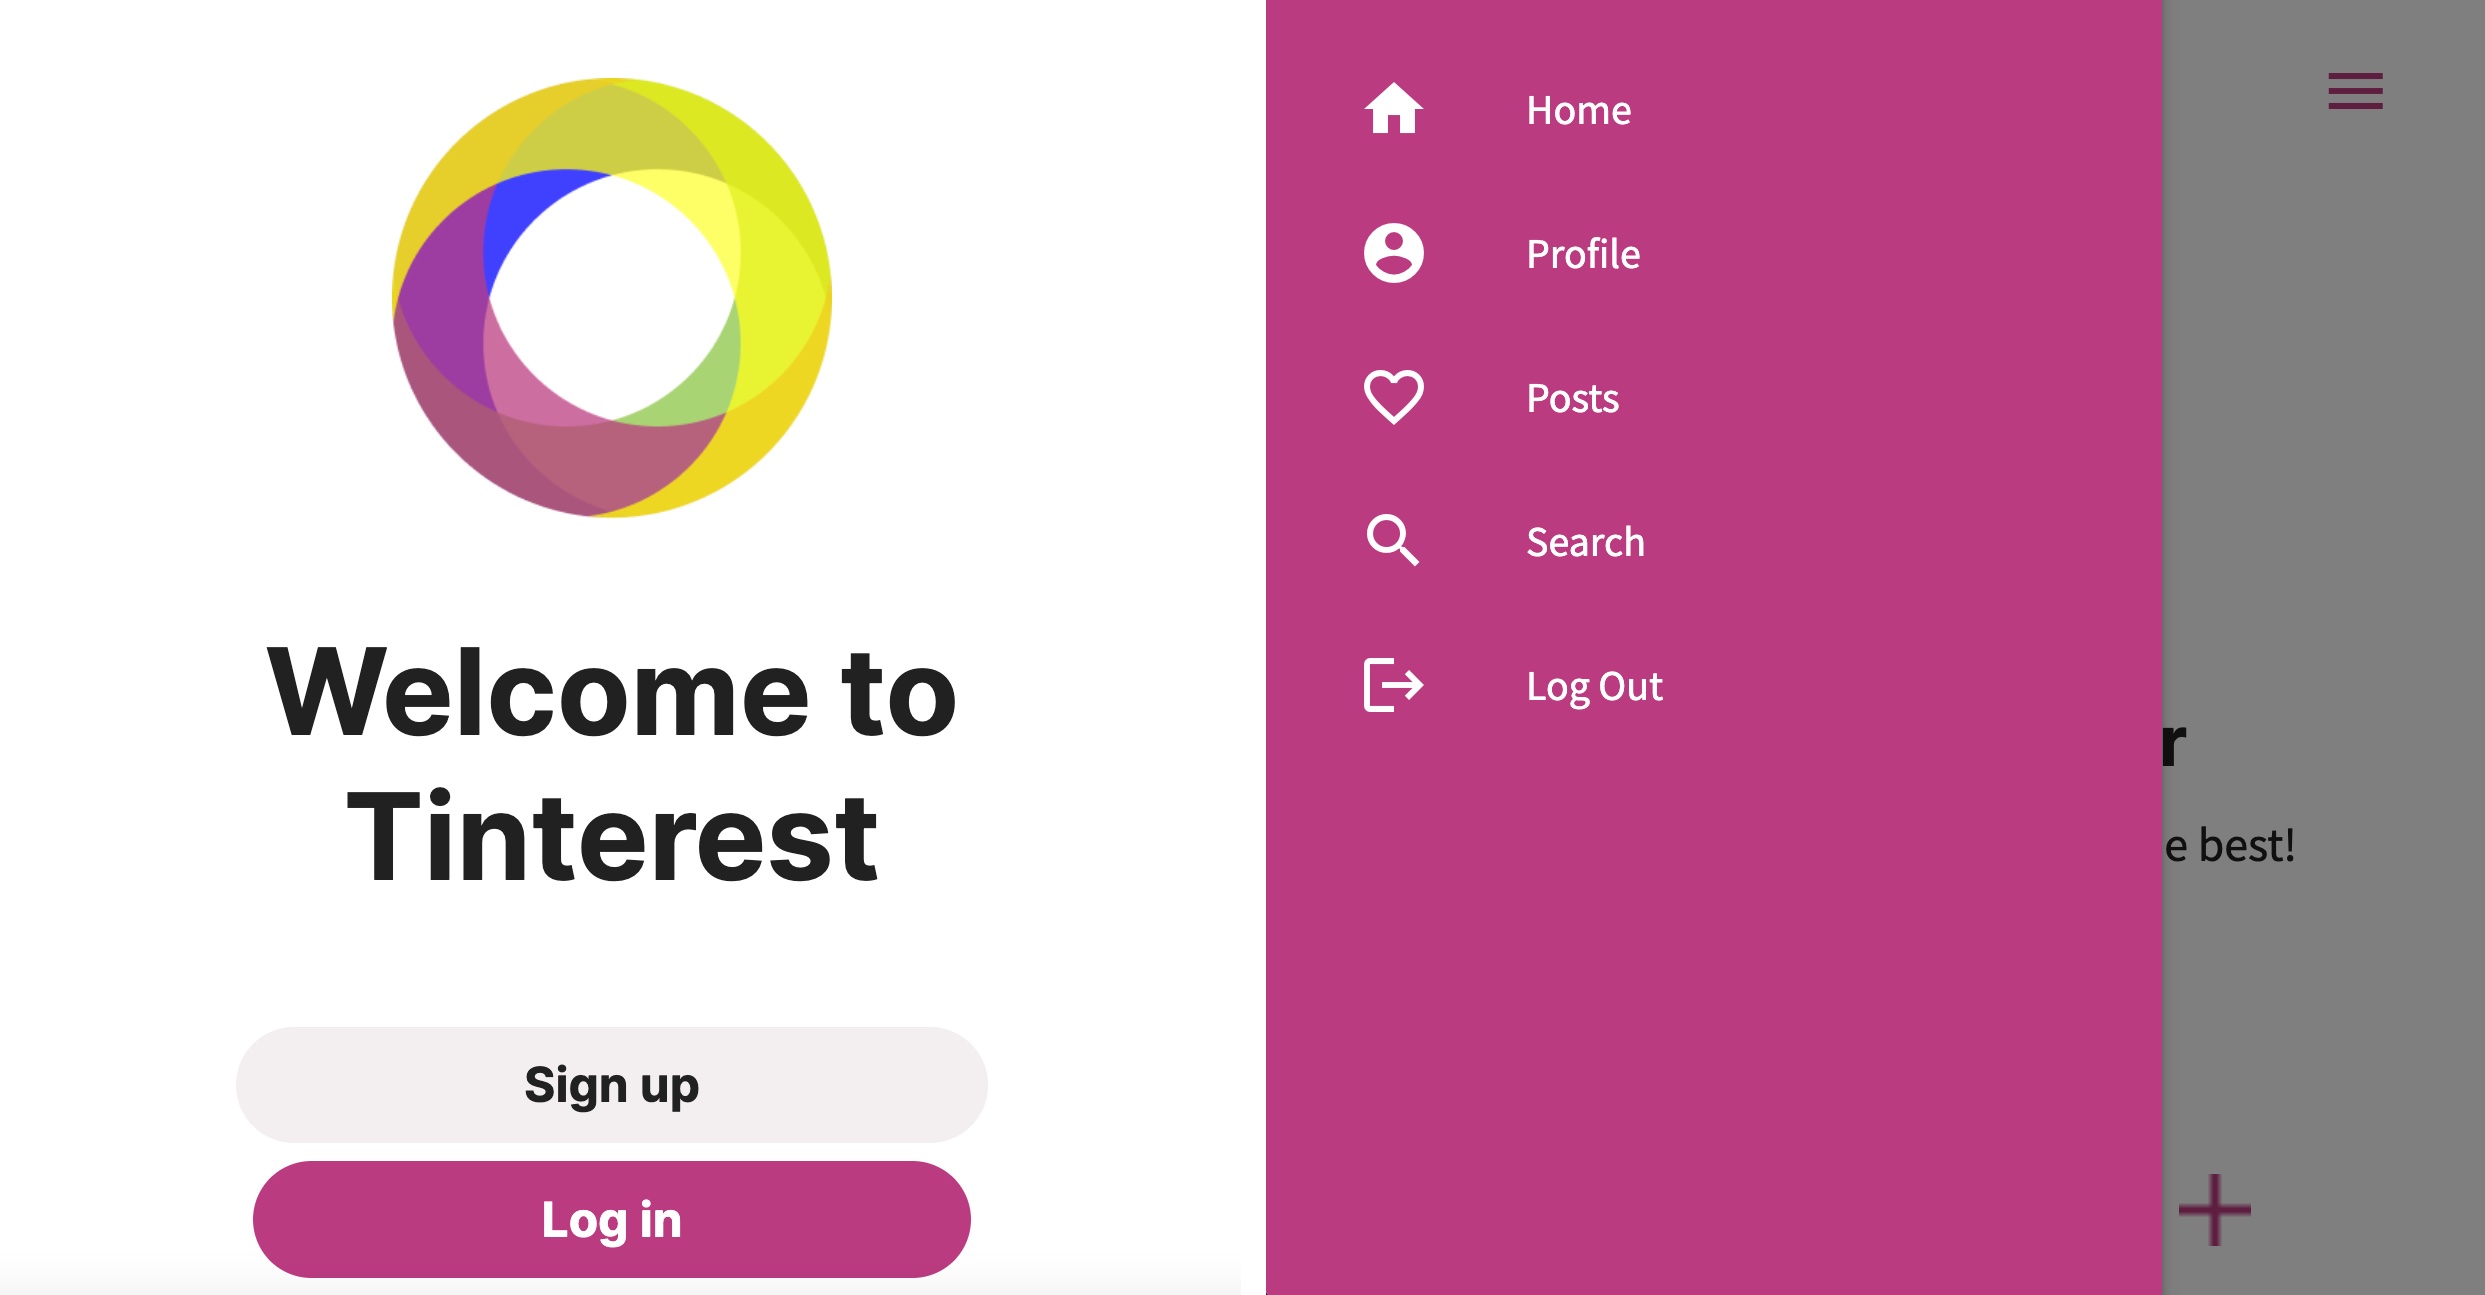 Welcome to
Tinterest
Sign up
Log in
Home
Profile
Posts
Search
Log Out
r
e best!